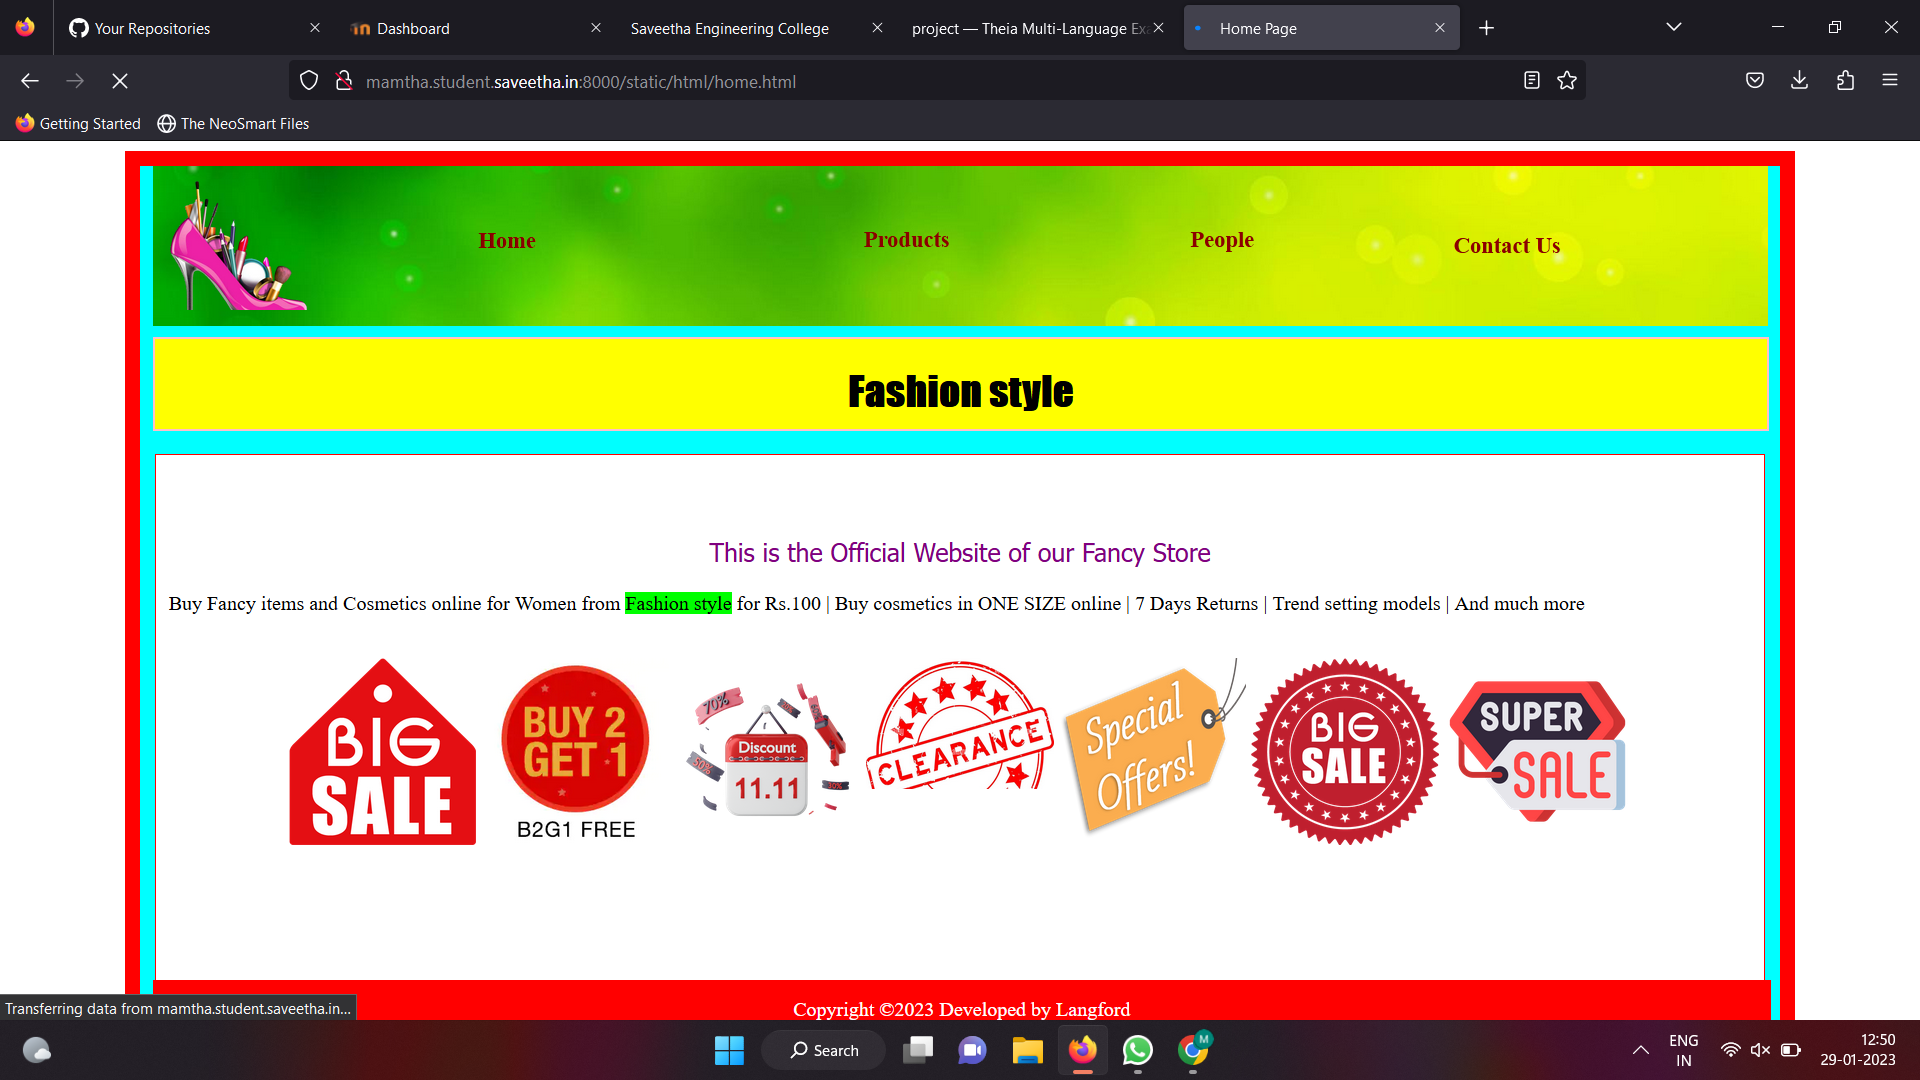 Your Repositories
Dashboard
Saveetha Engineering College
project — Theia Multi-Language
Home Page
mamtha.student.saveetha.in:8000/static/html/home.html
Getting Started
The NeoSmart Files
Home
Products
People
Contact Us
Fashion style
This is the Official Website of our Fancy Store
Buy Fancy items and Cosmetics online for Women from Fashion style for Rs.100 | Buy cosmetics in ONE SIZE online | 7 Days Returns | Trend setting models | And much more
BIG
SALE
BUY 2
GET 1
B2G1 FREE
70%
50%
Discount
11.11
CLEARANCE
Special
Offers!
BIG
SALE
SUPER
SALE
Copyright ©2023 Developed by Langford
Transferring data from mamtha.student.saveetha.in...
Search
M
ENG
IN
12:50
29-01-2023